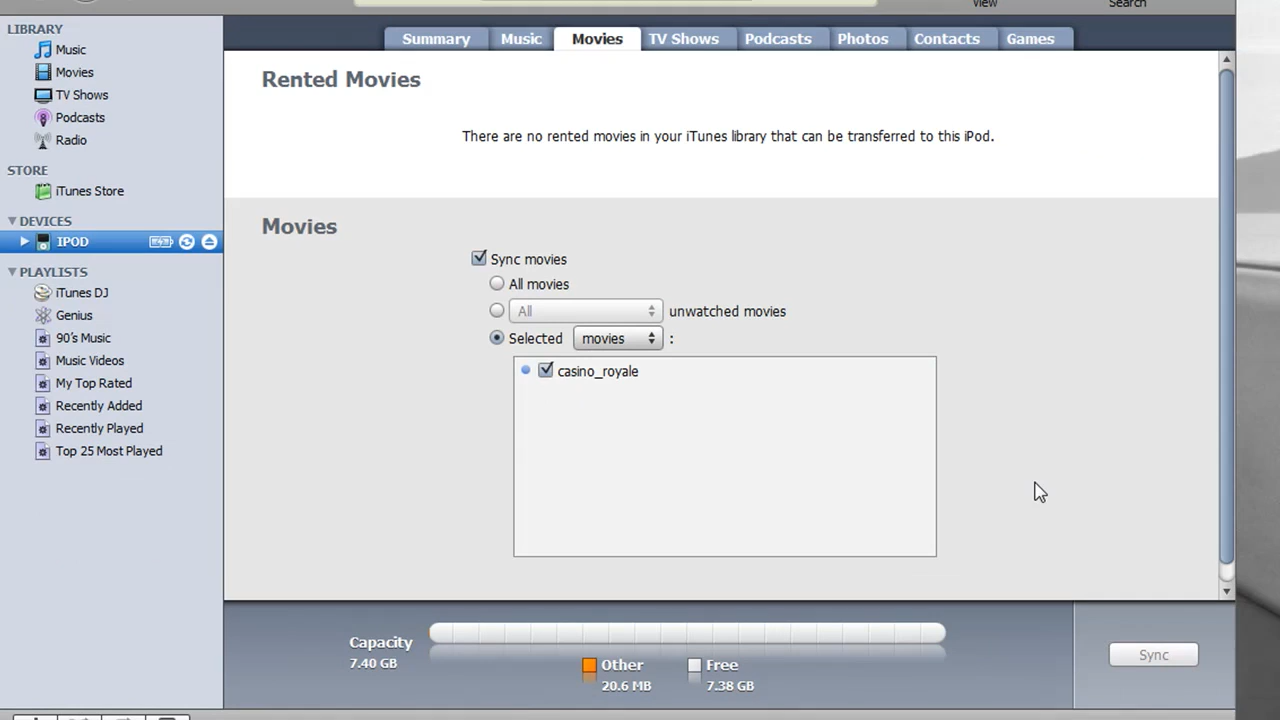 View
Search
LIBRARY
Music
Movies
TV Shows
Podcasts
Radio
STORE
iTunes Store
DEVICES
IPOD
PLAYLISTS
iTunes DJ
Genius
90's Music
Music Videos
My Top Rated
Recently Added
Recently Played
Top 25 Most Played
Summary Music Movies TV Shows Podcasts Photos Contacts Games
Rented Movies
There are no rented movies in your iTunes library that can be transferred to this iPod.
Movies
Sync movies
All movies
All unwatched movies
Selected movies :
casino_royale
Capacity
7.40 GB
Other
20.6 MB
Free
7.38 GB
Sync